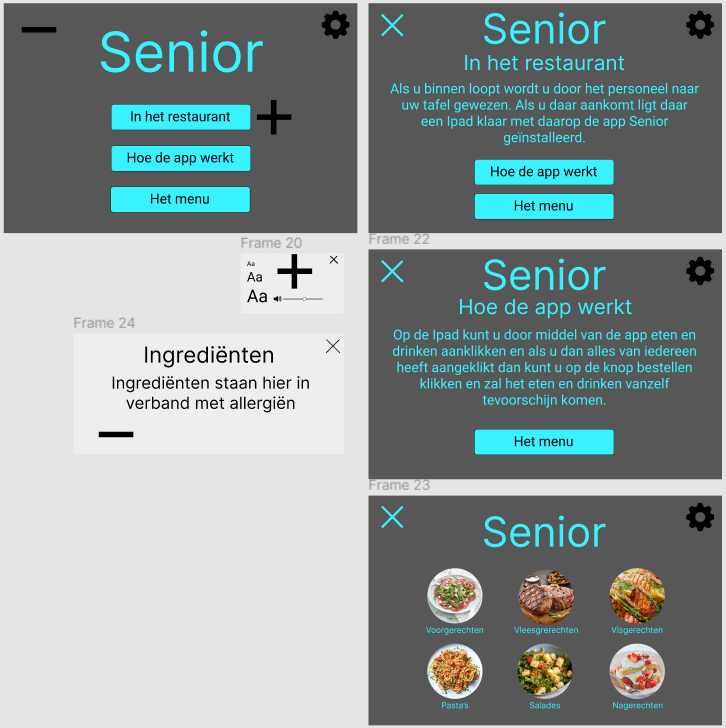 Senior
In het restaurant
Hoe de app werkt
Het menu
Senior
In het restaurant
Als u binnen loopt wordt u door het personeel naar
uw tafel gewezen. Als u daar aankomt ligt daar
een Ipad klaar met daarop de app Senior
geïnstalleerd.
Hoe de app werkt
Het menu
Frame 20
Aa
Aa
Aa
Frame 24
Ingrediënten
Ingrediënten staan hier in
verband met allergiën
Frame 22
Senior
Hoe de app werkt
Op de Ipad kunt u door middel van de app eten en
drinken aanklikken en als u dan alles van iedereen
heeft aangeklikt dan kunt u op de knop bestellen
klikken en zal het eten en drinken vanzelf
tevoorschijn komen.
Het menu
Frame 23
Senior
Voorgerechten
Vleesgrerechten
Visgerechten
Pasta's
Salades
Nagerechten